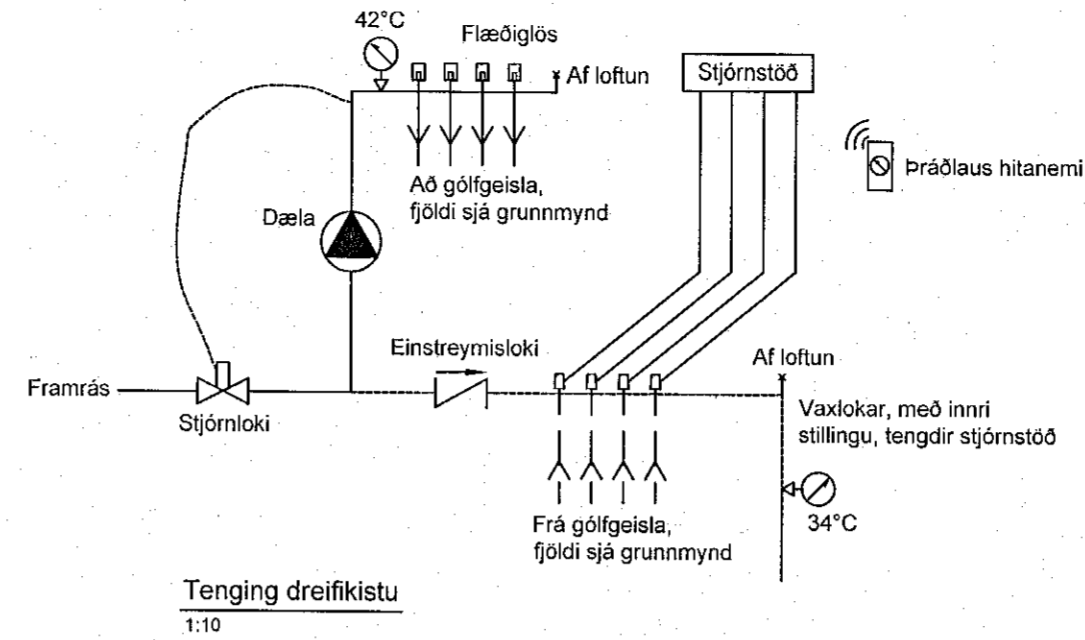 42°C
Flæðiglös
Af loftun
Stjórnstöð
Þráðlaus hitanemi
Að gólfgeisla,
fjöldi sjá grunnmynd
Dæla
Einstreymisloki
Af loftun
Framrás
Stjórnloki
Vaxlokar, með innri
stillingu, tengdir stjórnstöð
34°C
Frá gólfgeisla,
fjöldi sjá grunnmynd
Tenging dreifikistu
1:10